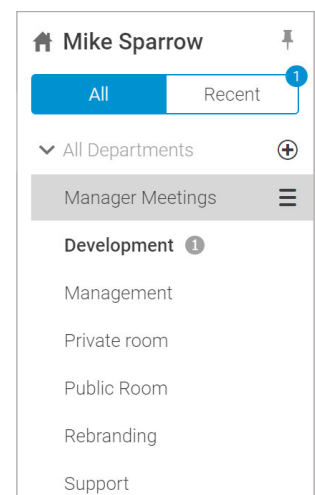 Mike Sparrow
1
All Recent
All Departments
Manager Meetings
Development 1
Management
Private room
Public Room
Rebranding
Support